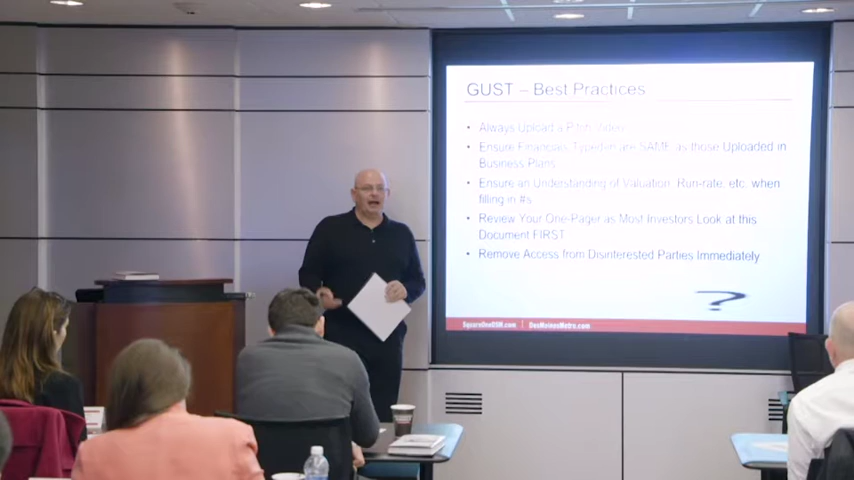 GUST – Best Practices
• Always Upload a Pitch Video
• Ensure Financials Typed in are SAME as those Uploaded in
Business Plans
• Ensure an Understanding of Valuation, Run-rate, etc. when
filling in #s
• Review Your One-Pager as Most Investors Look at this
Document FIRST
• Remove Access from Disinterested Parties Immediately
?
SquareOneDSM.com | DesMoinesMetro.com